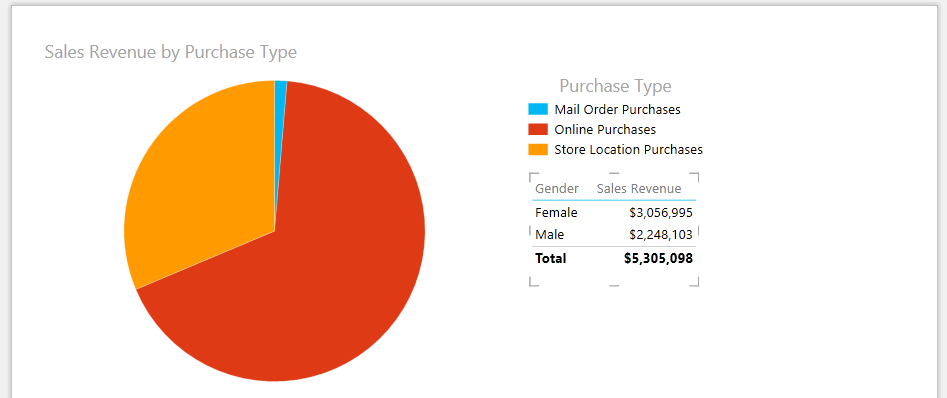 Sales Revenue by Purchase Type
Purchase Type
Mail Order Purchases
Online Purchases
Store Location Purchases
Gender Sales Revenue
Female $3,056,995
Male $2,248,103
Total $5,305,098